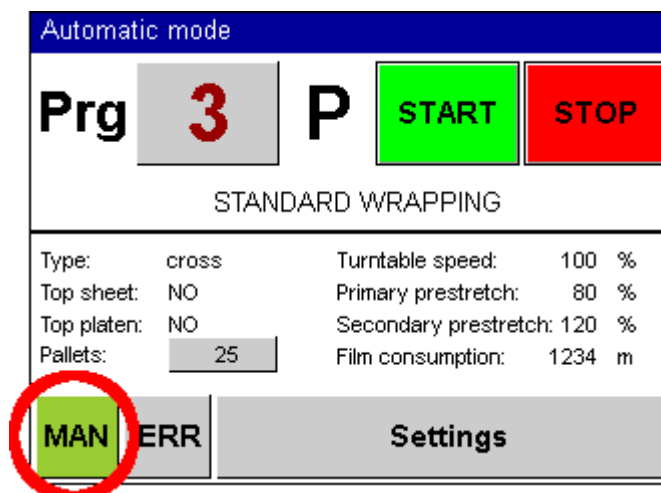 Automatic mode
Prg 3 P START STOP
STANDARD WRAPPING
Type: cross Turntable speed: 100 %
Top sheet: NO Primary prestretch: 80 %
Top platen: NO Secondary prestretch: 120 %
Pallets: 25 Film consumption: 1234 m
MAN ERR Settings